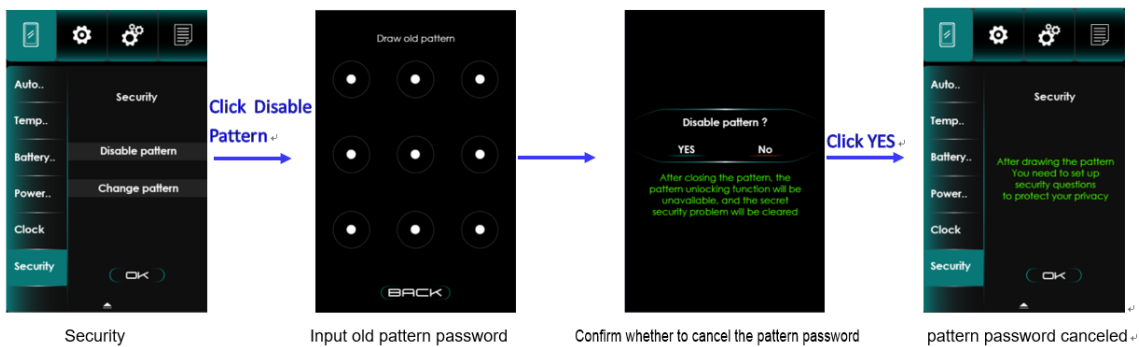 Auto..
Temp..
Battery..
Power..
Clock
Security
Security
Disable pattern
Change pattern
OK
Security
Click Disable
Pattern
Draw old pattern
BACK
Input old pattern password
Disable pattern ?
YES No
After closing the pattern, the
pattern unlocking function will be
unavailable, and the secret
security problem will be cleared
Confirm whether to cancel the pattern password
Click YES
Auto..
Temp..
Battery..
Power..
Clock
Security
Security
After drawing the pattern
You need to set up
security questions
to protect your privacy
OK
pattern password canceled